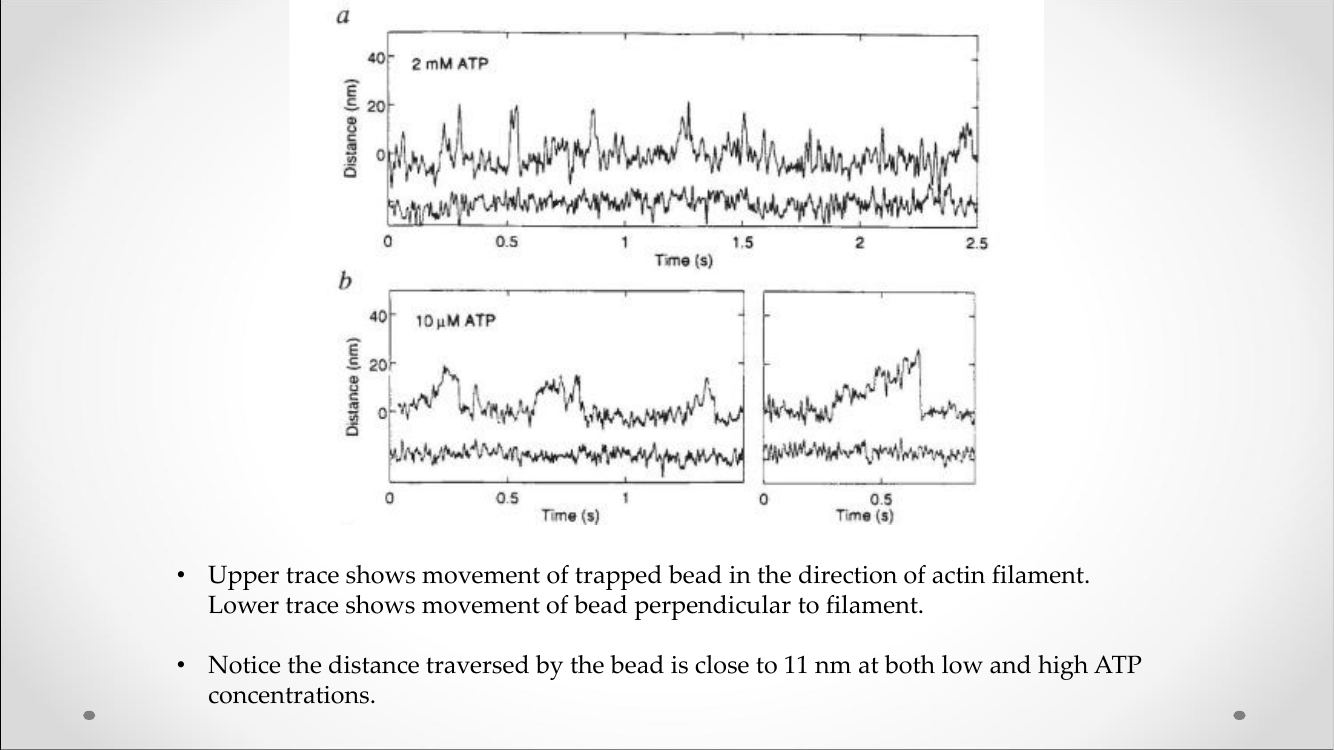 a
40
2 mM ATP
20
0
Distance (nm)
0 0.5 1 1.5 2 2.5
Time (s)
b
40
10 μM ATP
20
0
Distance (nm)
0 0.5 1
Time (s)
0 0.5
Time (s)
• Upper trace shows movement of trapped bead in the direction of actin filament.
Lower trace shows movement of bead perpendicular to filament.
• Notice the distance traversed by the bead is close to 11 nm at both low and high ATP
concentrations.